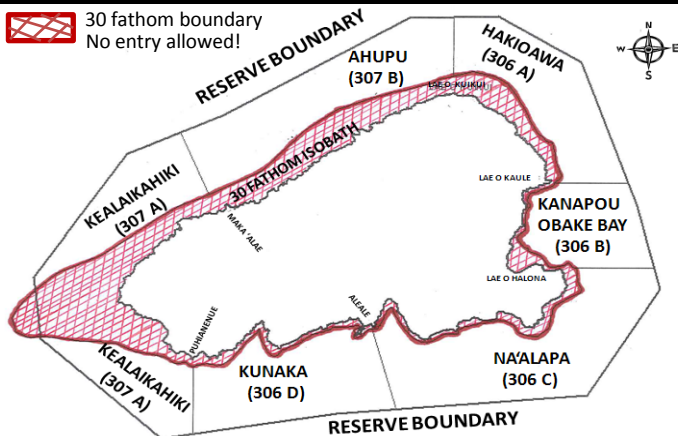 30 fathom boundary
No entry allowed!
RESERVE BOUNDARY
AHUPU
(307 B)
HAKIOAWA
(306 A)
N
W E
S
LAE O KUIKUI
30 FATHOM ISOBATH
LAE O KAULE
KEALAIKAHIKI
(307 A)
MAKA'ALAE
KANAPOU
OBAKE BAY
(306 B)
LAE O HALONA
ALEALE
PUHIANENUE
KEALAIKAHIKI
(307 A)
KUNAKA
(306 D)
NA'ALAPA
(306 C)
RESERVE BOUNDARY